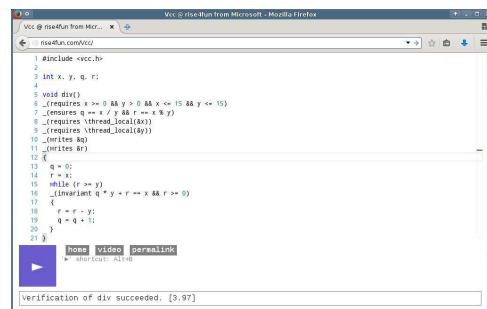 Vcc @ rise4fun from Microsoft - Mozilla Firefox
Vcc @ rise4fun from Micr...
rise4fun.com/Vcc/
1 #include <vcc.h>
2
3 int x, y, q, r;
4
5 void div()
6 _(requires x >= 0 && y > 0 && x <= 15 && y <= 15)
7 _(ensures q == x / y && r == x % y)
8 _(requires \thread_local(&x))
9 _(requires \thread_local(&y))
10 _(writes &q)
11 _(writes &r)
12 {
13 q = 0;
14 r = x;
15 while (r >= y)
16 _(invariant q * y + r == x && r >= 0)
17 {
18 r = r - y;
19 q = q + 1;
20 }
21 }
home video permalink
'►' shortcut: Alt+B
Verification of div succeeded. [3.97]